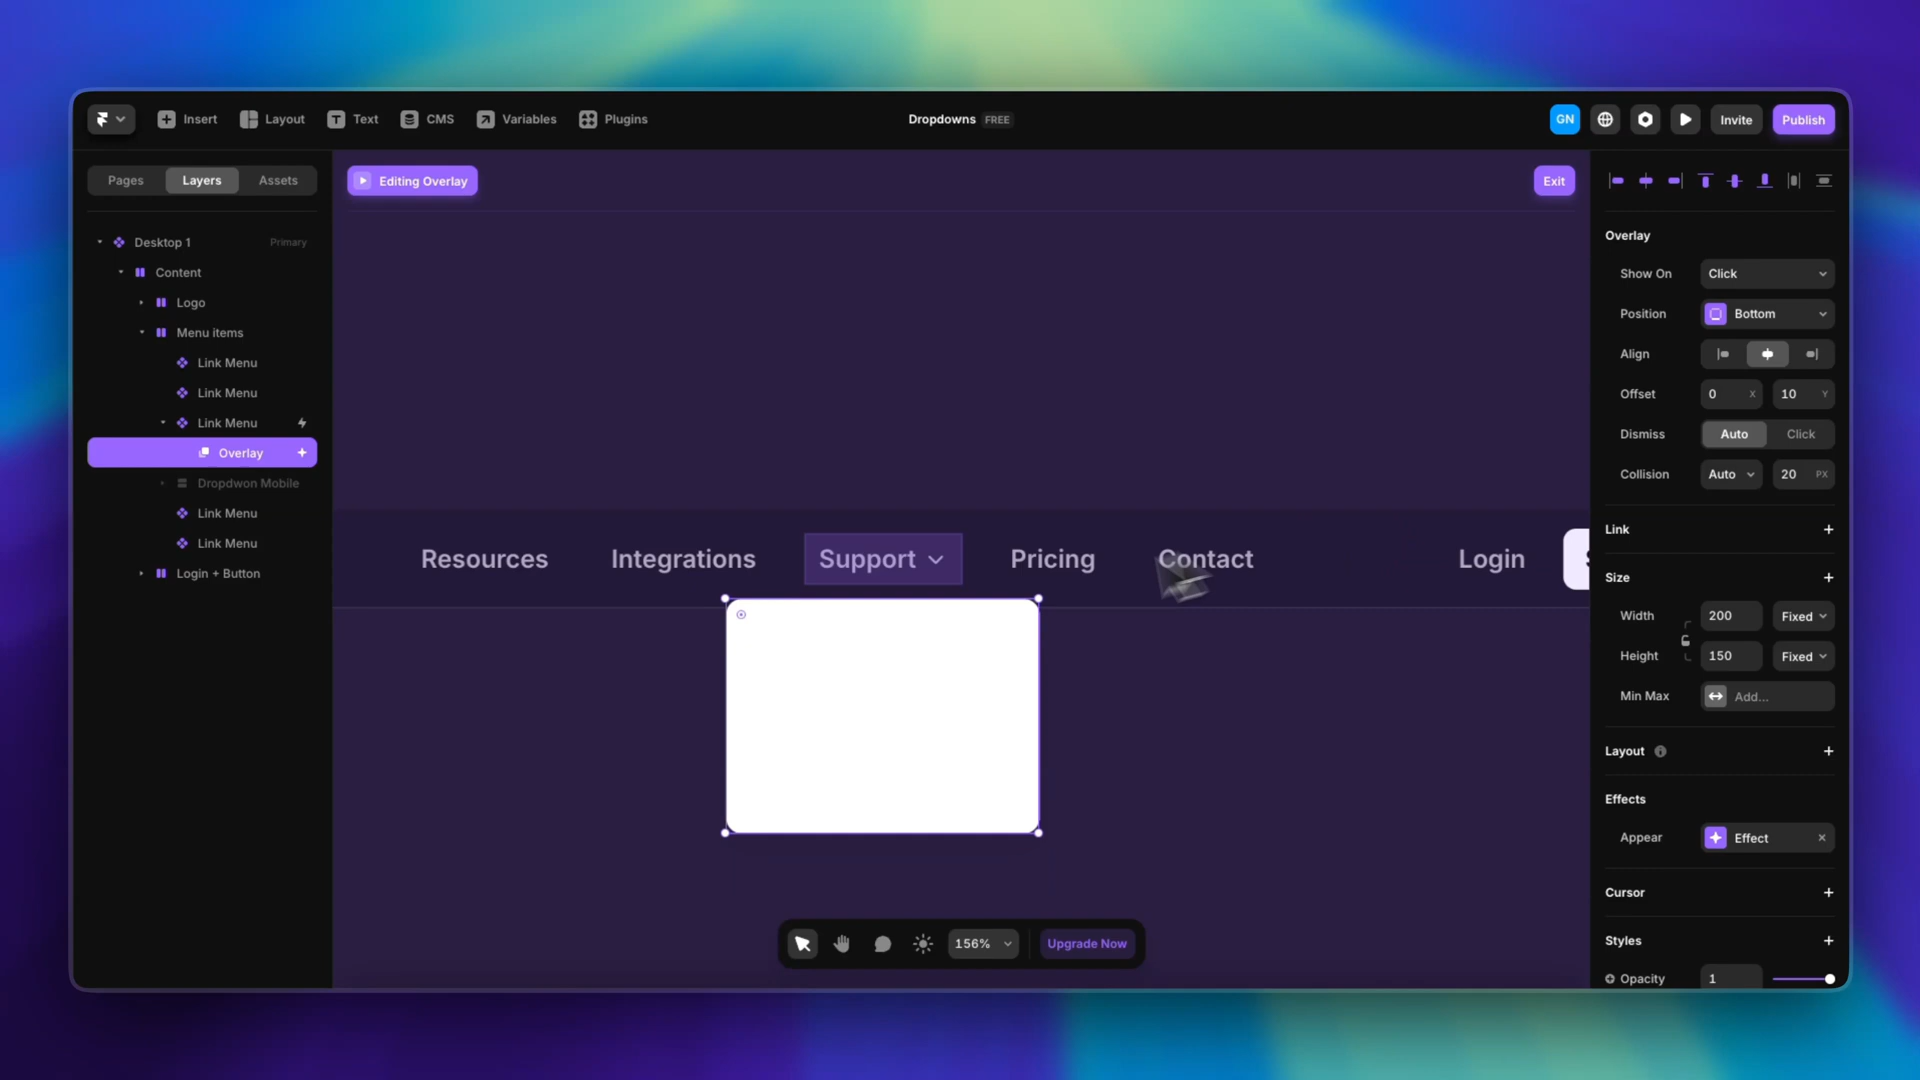 Insert Layout Text CMS Variables Plugins
Dropdowns FREE
GN Invite Publish
Pages Layers Assets
Desktop 1 Primary
Content
Logo
Menu items
Link Menu
Link Menu
Link Menu
Overlay
Dropdwon Mobile
Link Menu
Link Menu
Login + Button
Editing Overlay
Exit
Resources Integrations Support Pricing Contact Login
156% Upgrade Now
Overlay
Show On Click
Position Bottom
Align
Offset 0 X 10 Y
Dismiss Auto Click
Collision Auto 20 PX
Link
Size
Width 200 Fixed
Height 150 Fixed
Min Max Add...
Layout
Effects
Appear Effect
Cursor
Styles
Opacity 1